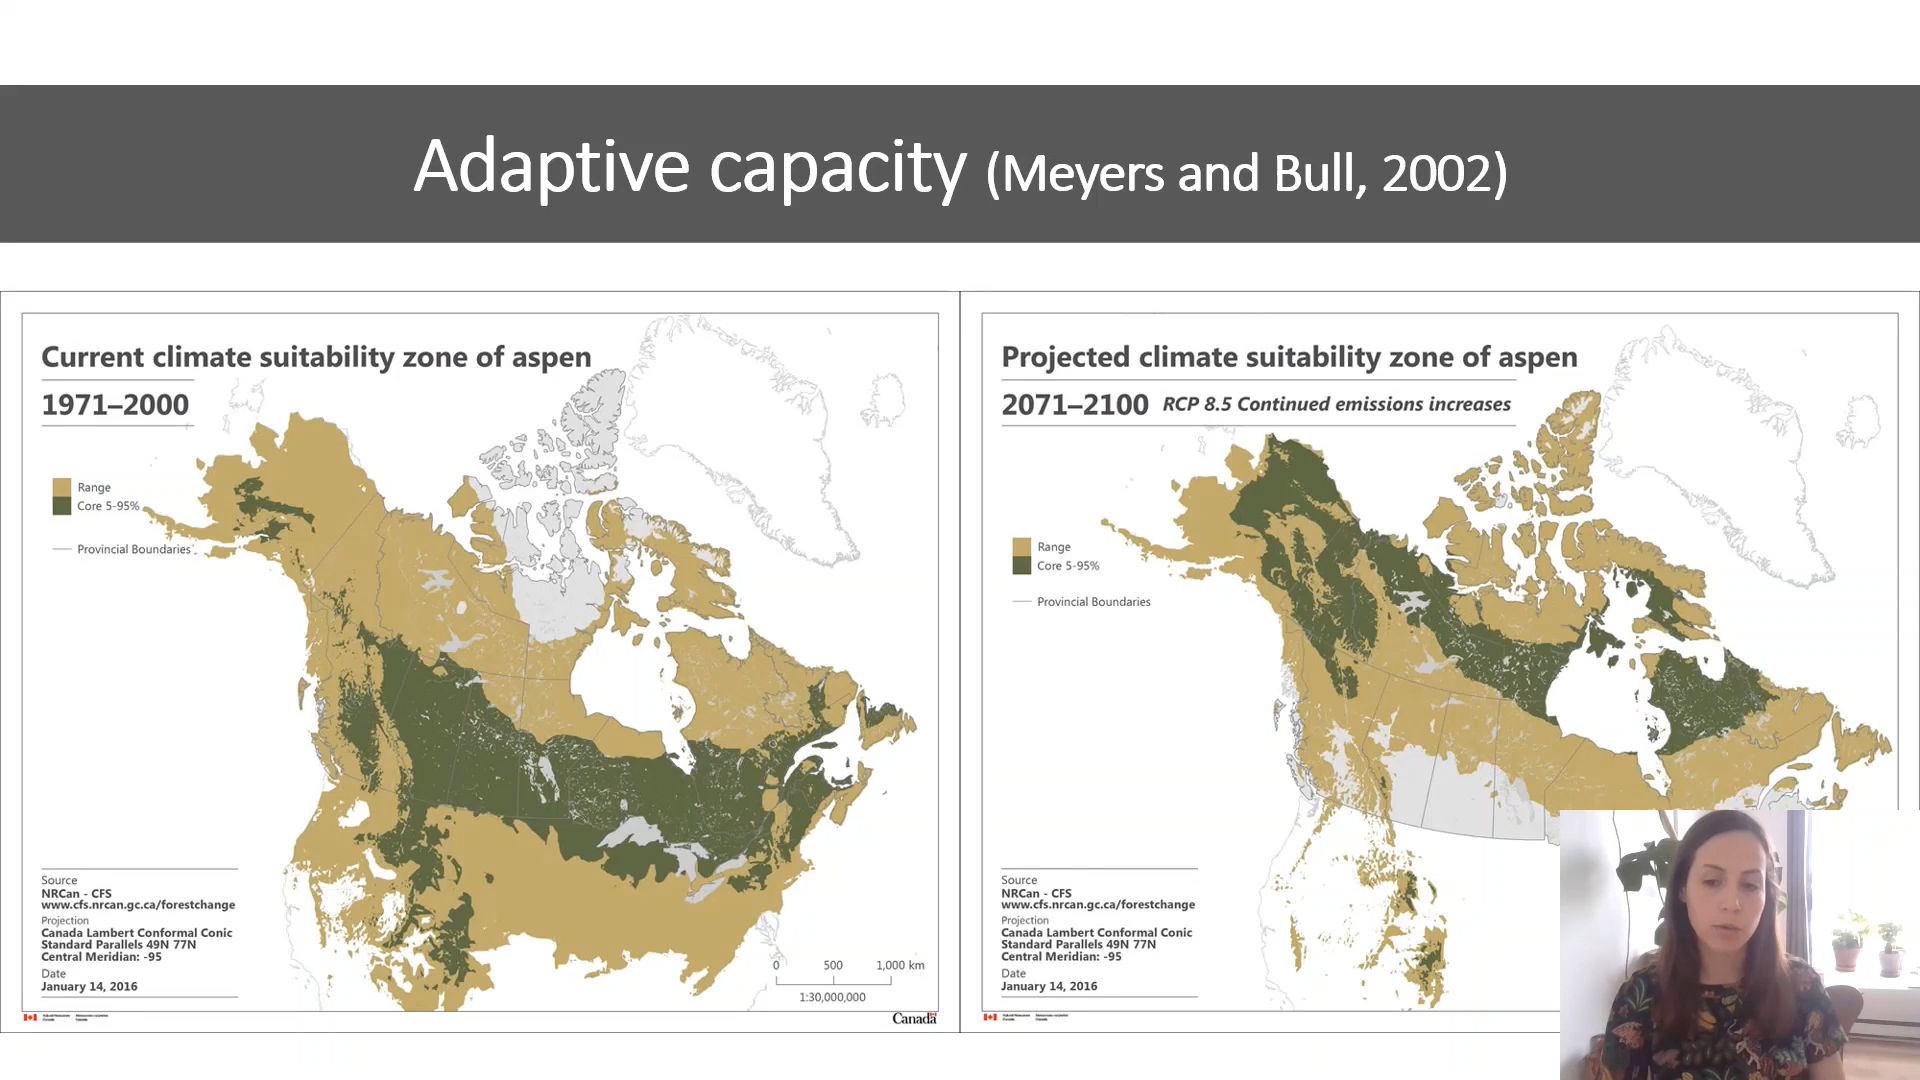 Adaptive capacity (Meyers and Bull, 2002)
Current climate suitability zone of aspen
1971–2000
Range
Core 5-95%
Provincial Boundaries
Source
NRCan - CFS
www.cfs.nrcan.gc.ca/forestchange
Projection
Canada Lambert Conformal Conic
Standard Parallels 49N 77N
Central Meridian: -95
Date
January 14, 2016
0 500 1,000 km
1:30,000,000
Canada
Projected climate suitability zone of aspen
2071–2100 RCP 8.5 Continued emissions increases
Range
Core 5-95%
Provincial Boundaries
Source
NRCan - CFS
www.cfs.nrcan.gc.ca/forestchange
Projection
Canada Lambert Conformal Conic
Standard Parallels 49N 77N
Central Meridian: -95
Date
January 14, 2016